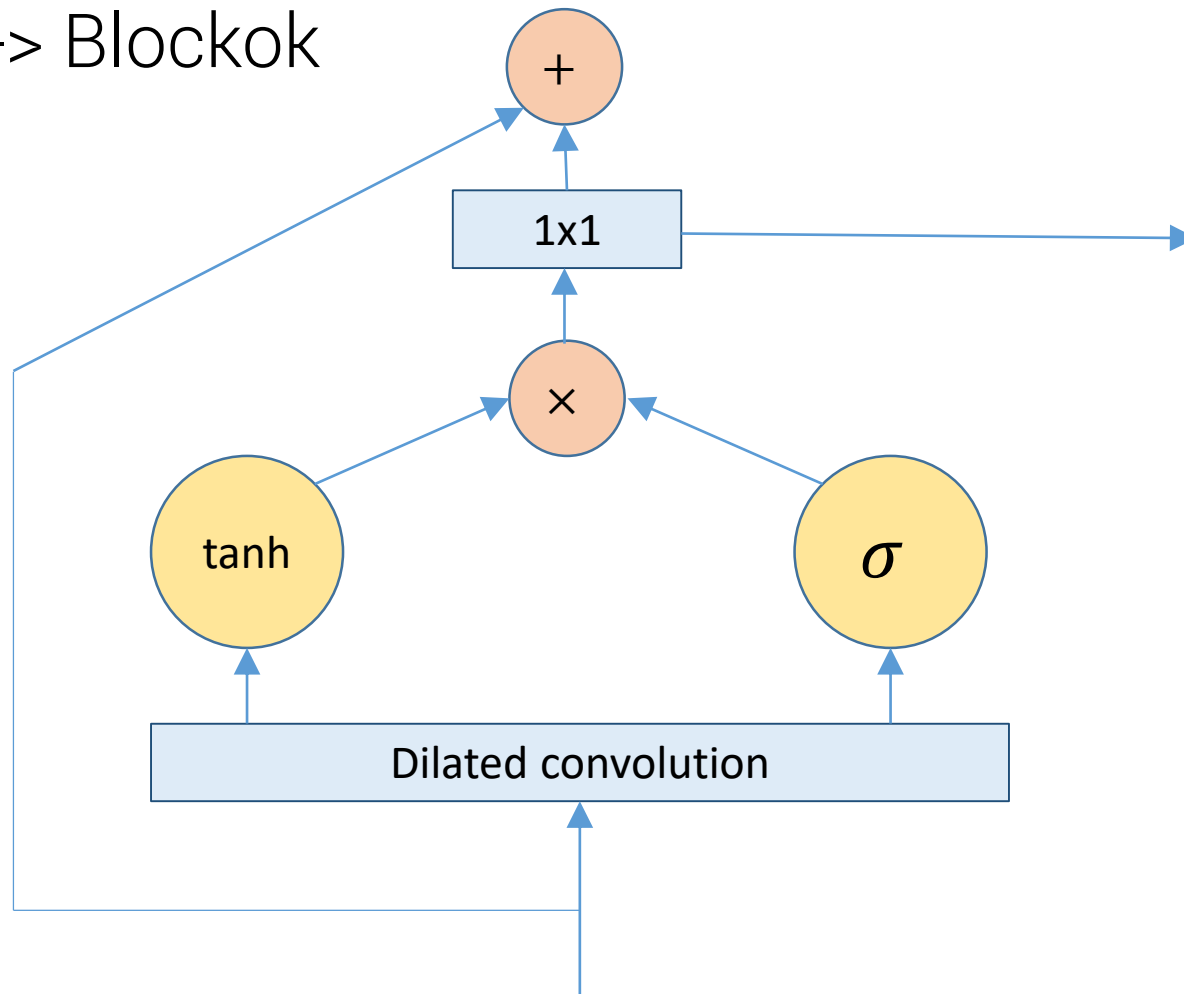 -> Blockok
+
1x1
×
tanh
σ
Dilated convolution